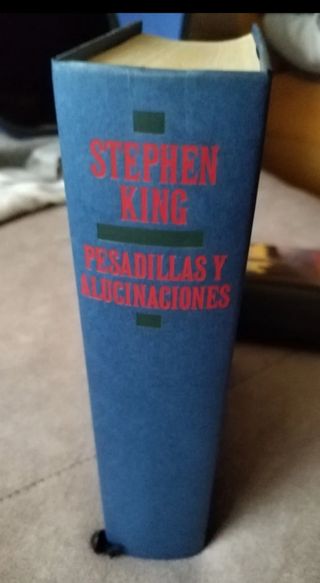 STEPHEN
KING
PESADILLAS Y
ALUCINACIONES